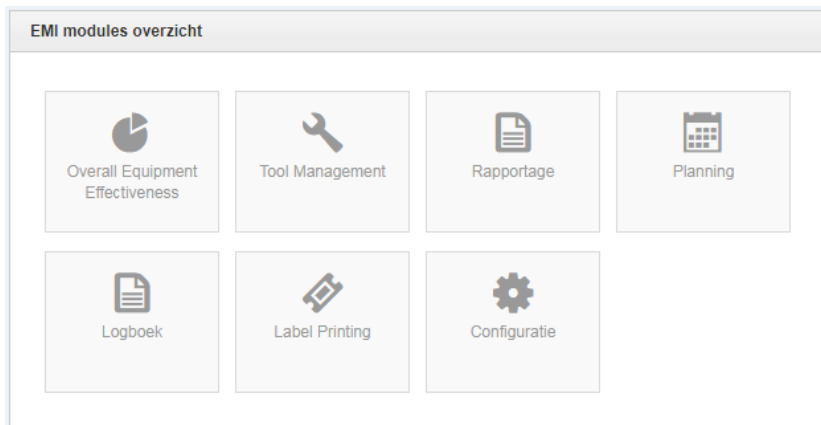 EMI modules overzicht
Overall Equipment
Effectiveness
Tool Management
Rapportage
Planning
Logboek
Label Printing
Configuratie